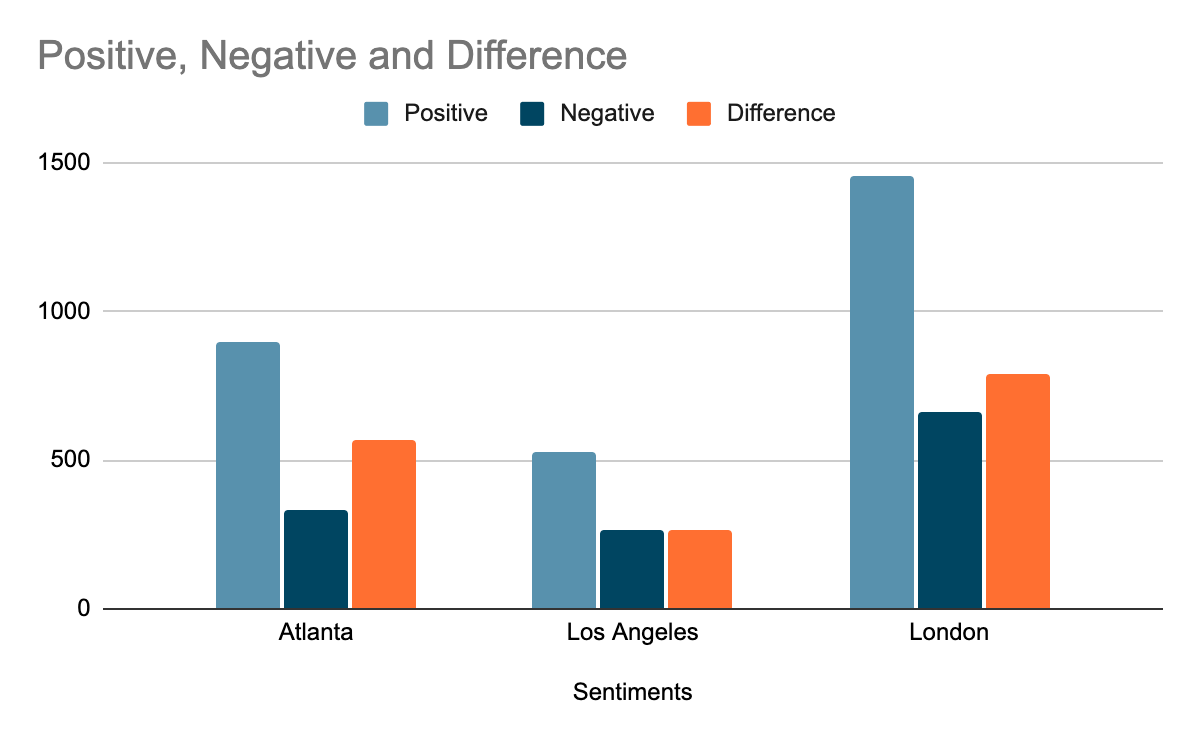 Positive, Negative and Difference
Positive Negative Difference
1500
1000
500
0
Atlanta Los Angeles London
Sentiments